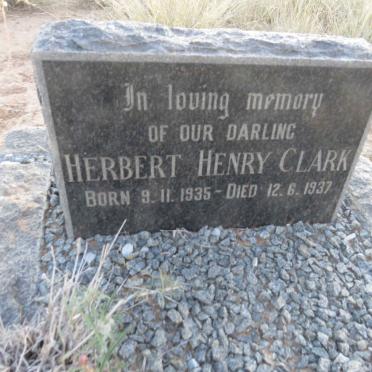 In loving memory
OF OUR DARLING
HERBERT HENRY CLARK
BORN 9.11.1935 - DIED 12.6.1937